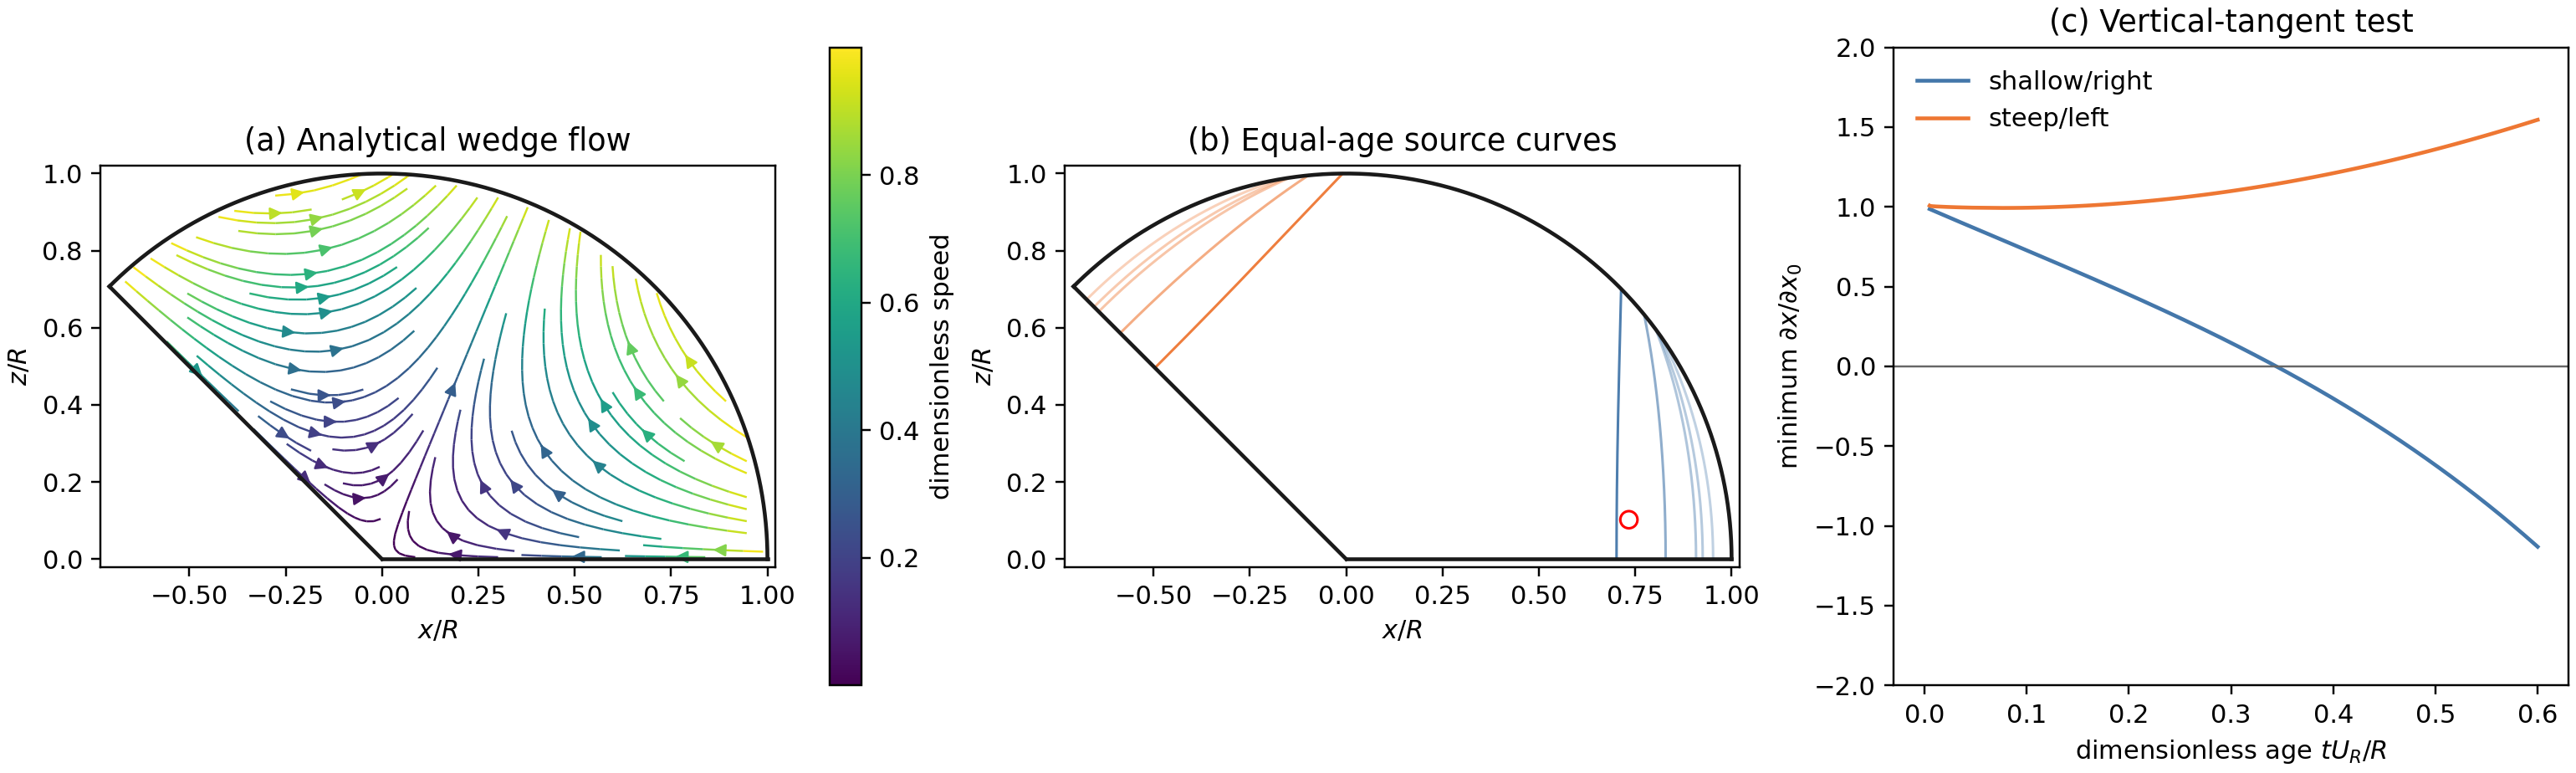 (a) Analytical wedge flow
1.0
0.8
0.6
0.4
0.2
0.0
z/R
−0.50 −0.25 0.00 0.25 0.50 0.75 1.00
x/R
0.8
0.6
0.4
0.2
dimensionless speed
(b) Equal-age source curves
1.0
0.8
0.6
0.4
0.2
0.0
z/R
−0.50 −0.25 0.00 0.25 0.50 0.75 1.00
x/R
(c) Vertical-tangent test
shallow/right
steep/left
2.0
1.5
1.0
0.5
0.0
−0.5
−1.0
−1.5
−2.0
minimum ∂x/∂x₀
0.0 0.1 0.2 0.3 0.4 0.5 0.6
dimensionless age tU_R/R